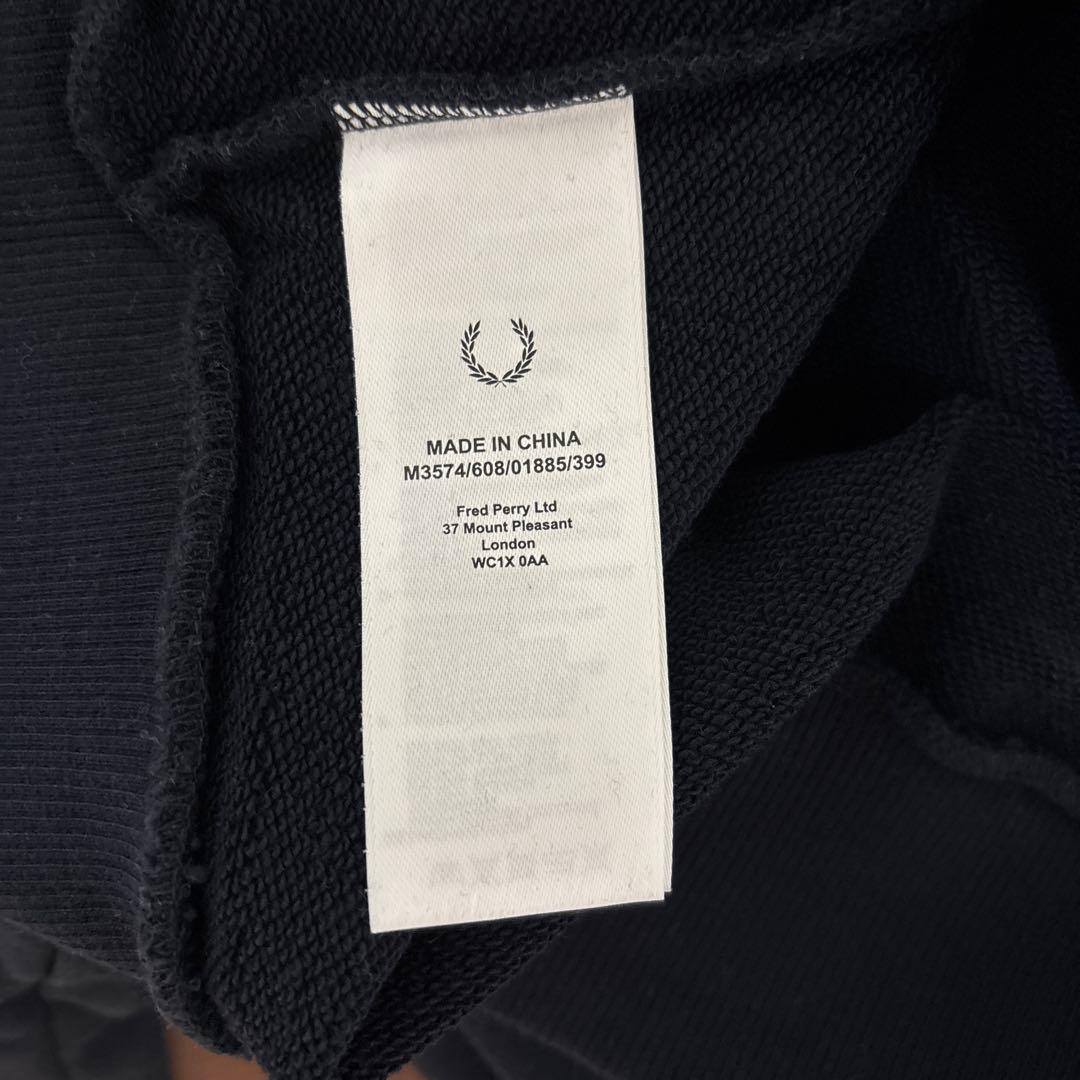 MADE IN CHINA
M3574/608/01885/399
Fred Perry Ltd
37 Mount Pleasant
London
WC1X 0AA